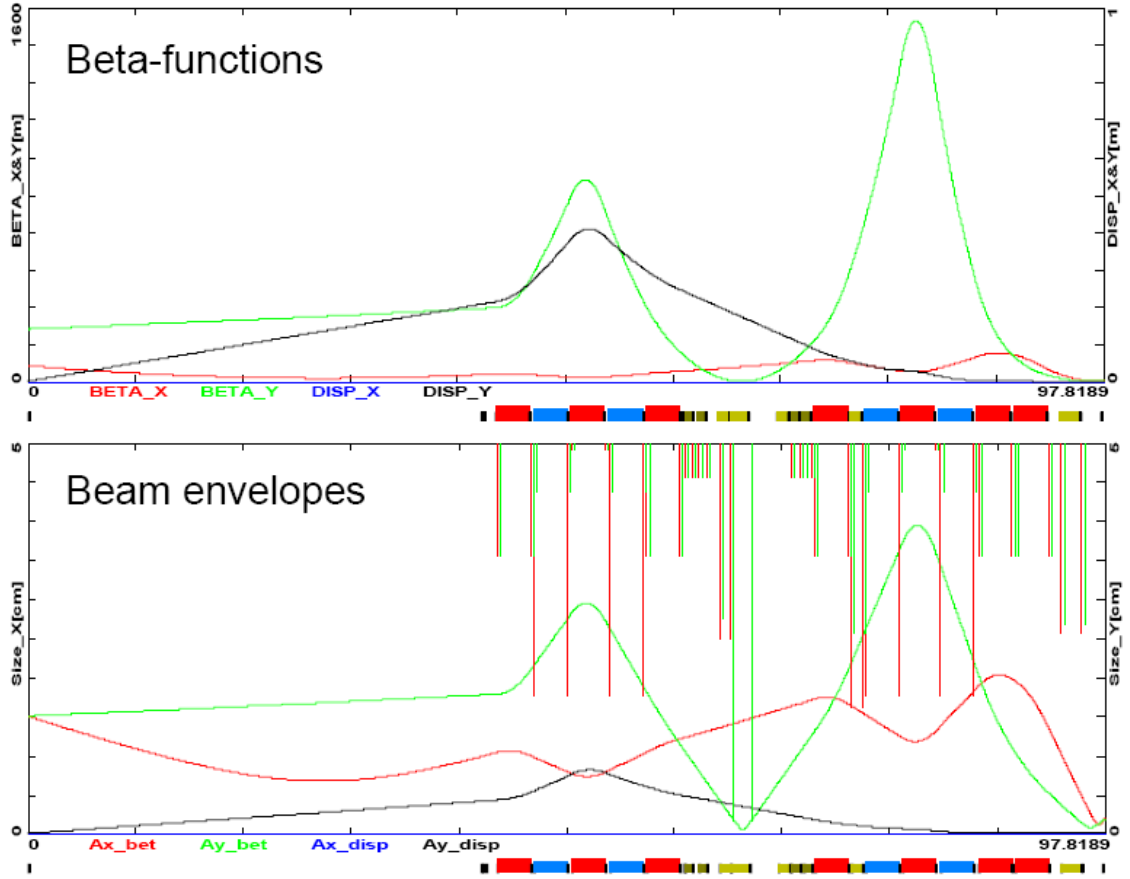 1600
1
Beta-functions
BETA_X&Y[m]
DISP_X&Y[m]
0
0
0 BETA_X BETA_Y DISP_X DISP_Y 97.8189
5
5
Beam envelopes
Size_X[cm]
Size_Y[cm]
0
0
0 Ax_bet Ay_bet Ax_disp Ay_disp 97.8189